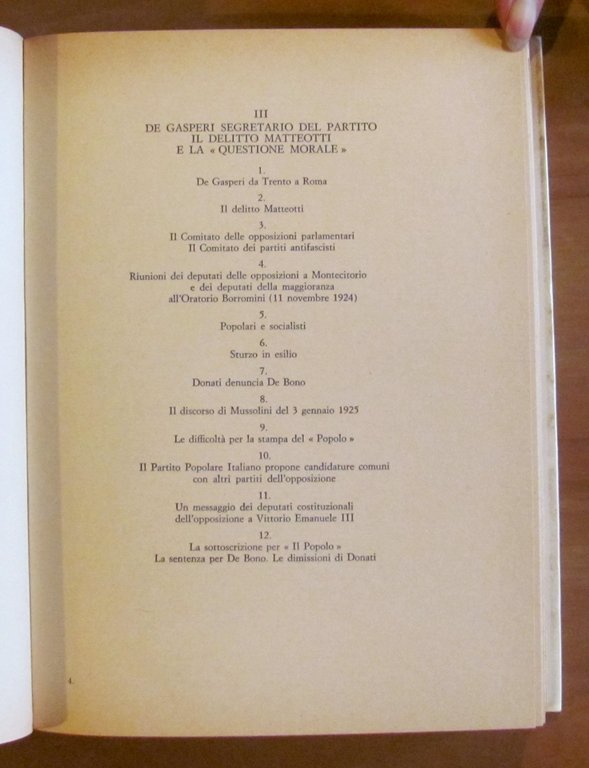 III
DE GASPERI SEGRETARIO DEL PARTITO
IL DELITTO MATTEOTTI
E LA « QUESTIONE MORALE »
1.
De Gasperi da Trento a Roma
2.
Il delitto Matteotti
3.
Il Comitato delle opposizioni parlamentari
Il Comitato dei partiti antifascisti
4.
Riunioni dei deputati delle opposizioni a Montecitorio
e dei deputati della maggioranza
all'Oratorio Borromini (11 novembre 1924)
5.
Popolari e socialisti
6.
Sturzo in esilio
7.
Donati denuncia De Bono
8.
Il discorso di Mussolini del 3 gennaio 1925
9.
Le difficoltà per la stampa del « Popolo »
10.
Il Partito Popolare Italiano propone candidature comuni
con altri partiti dell'opposizione
11.
Un messaggio dei deputati costituzionali
dell'opposizione a Vittorio Emanuele III
12.
La sottoscrizione per « Il Popolo »
La sentenza per De Bono. Le dimissioni di Donati
4.